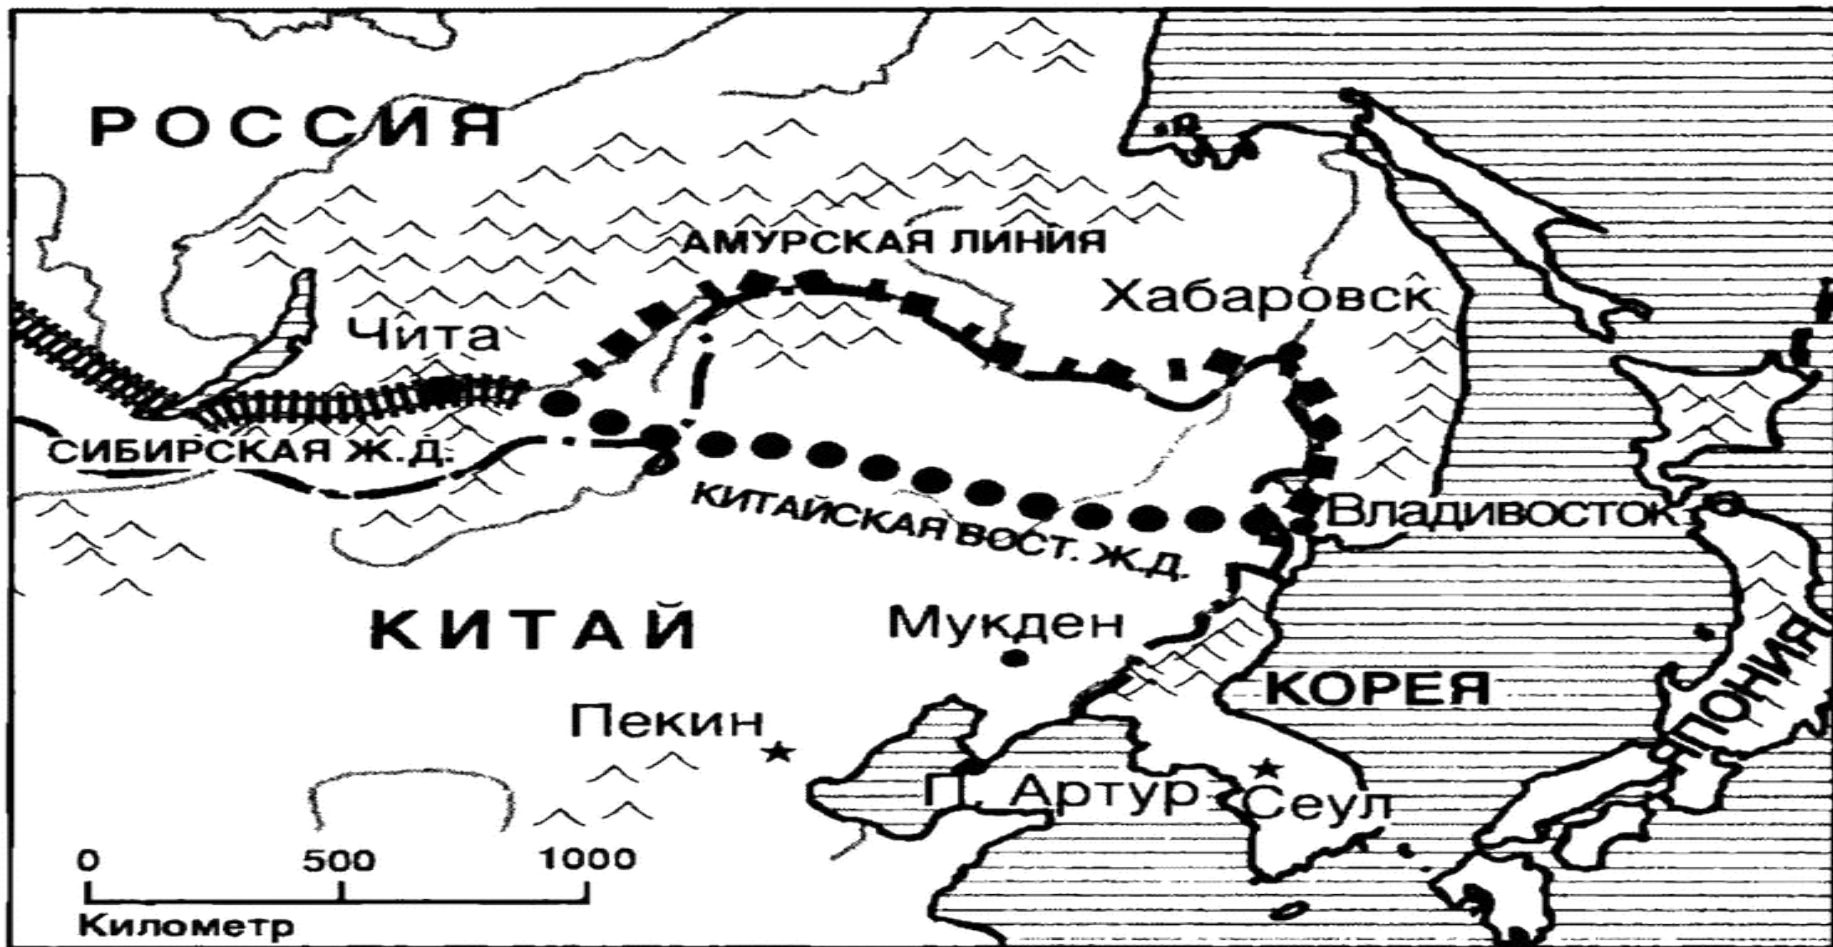 РОССИЯ
АМУРСКАЯ ЛИНИЯ
Хабаровск
Чита
СИБИРСКАЯ Ж.Д.
КИТАЙСКАЯ ВОСТ. Ж.Д.
Владивосток
КИТАЙ
Мукден
КОРЕЯ
ЯПОНИЯ
Пекин
П. Артур
Сеул
0 500 1000
Километр